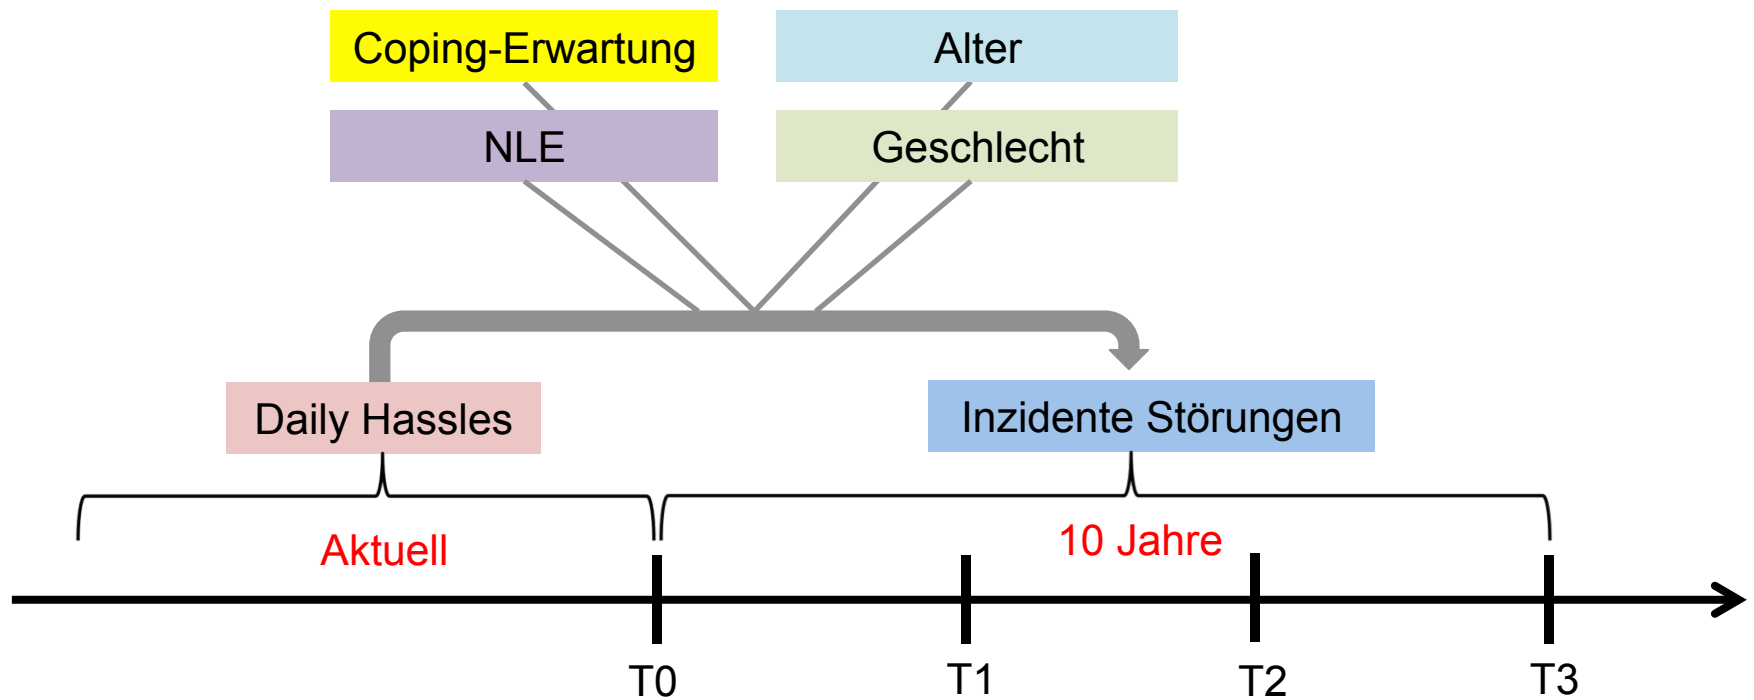 Coping-Erwartung
Alter
NLE
Geschlecht
Daily Hassles
Inzidente Störungen
Aktuell
10 Jahre
T0
T1
T2
T3